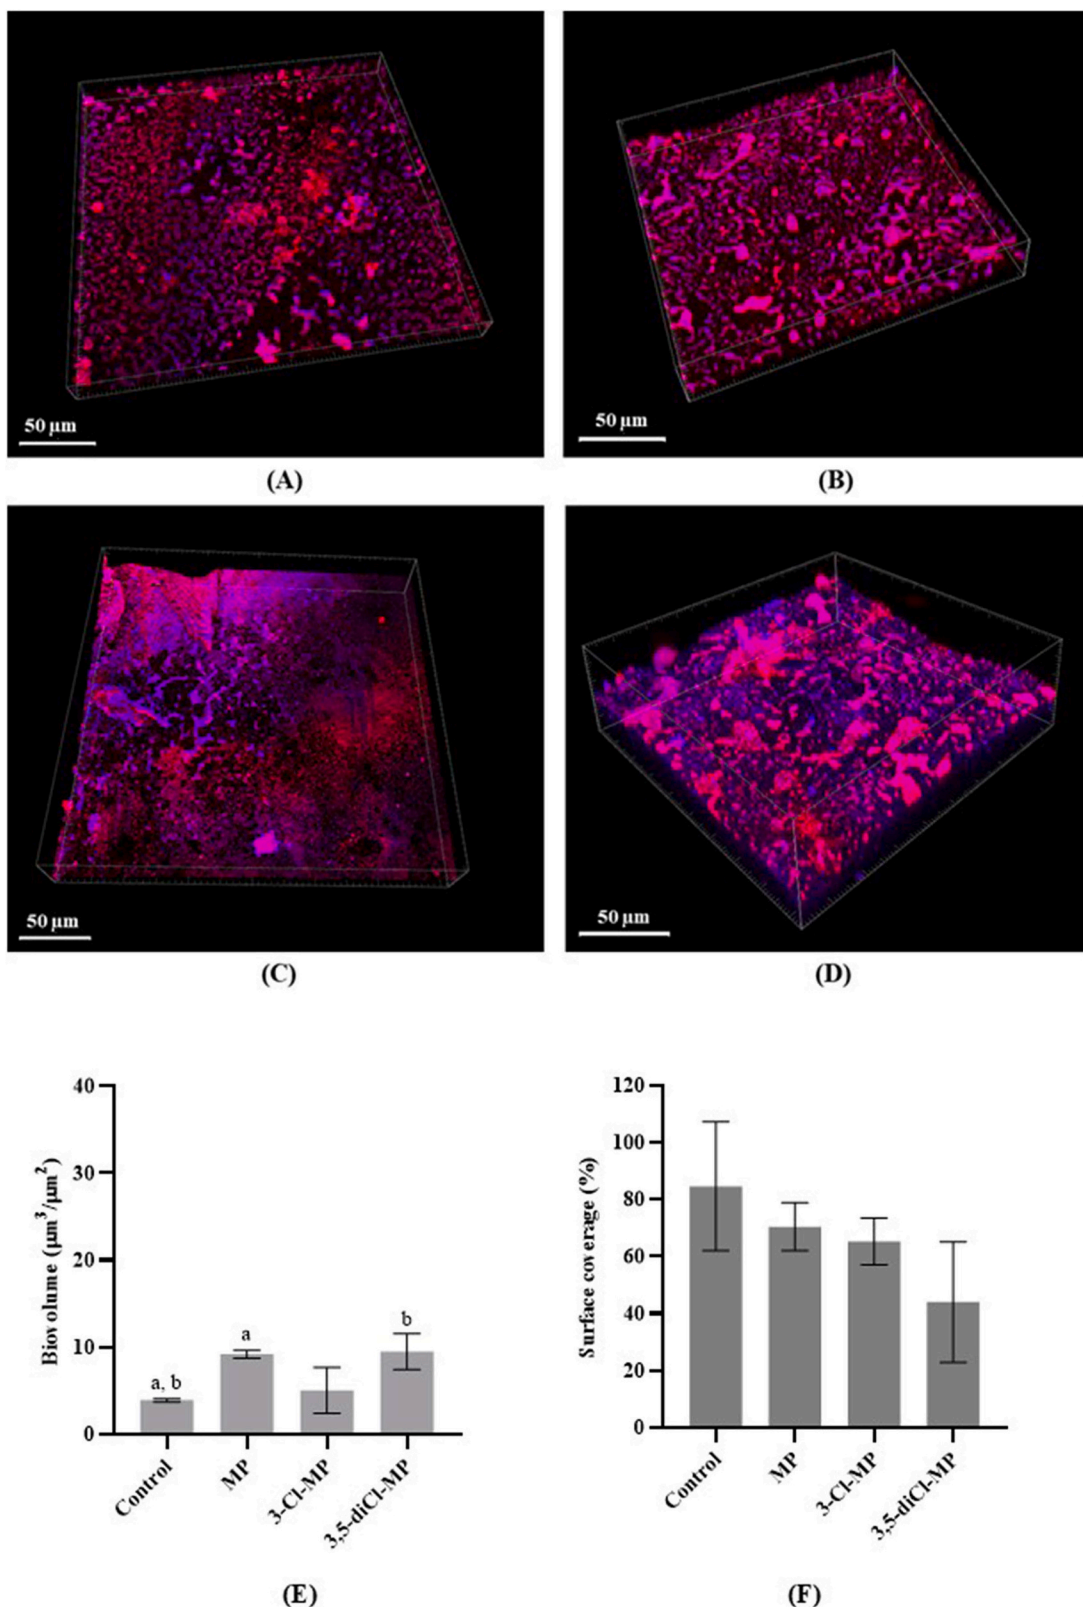 50 µm
50 µm
(A)
(B)
50 µm
50 µm
(C)
(D)
Biovolume (µm³/µm²)
40
30
20
10
0
a, b
a
b
Control
MP
3-Cl-MP
3,5-diCl-MP
(E)
Surface coverage (%)
120
100
80
60
40
20
0
Control
MP
3-Cl-MP
3,5-diCl-MP
(F)